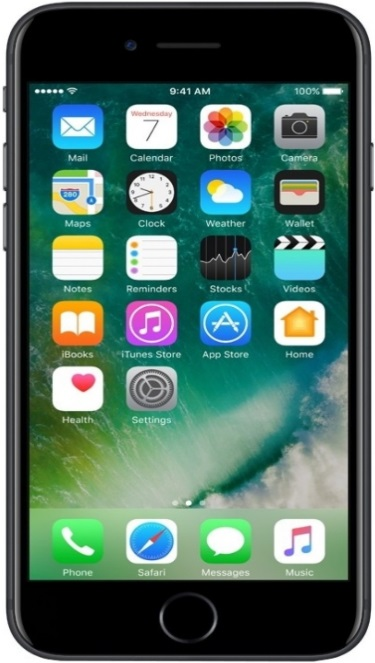 9:41 AM 100%
Wednesday
7
Mail Calendar Photos Camera
280
Maps Clock Weather Wallet
Notes Reminders Stocks Videos
iBooks iTunes Store App Store Home
Health Settings
Phone Safari Messages Music